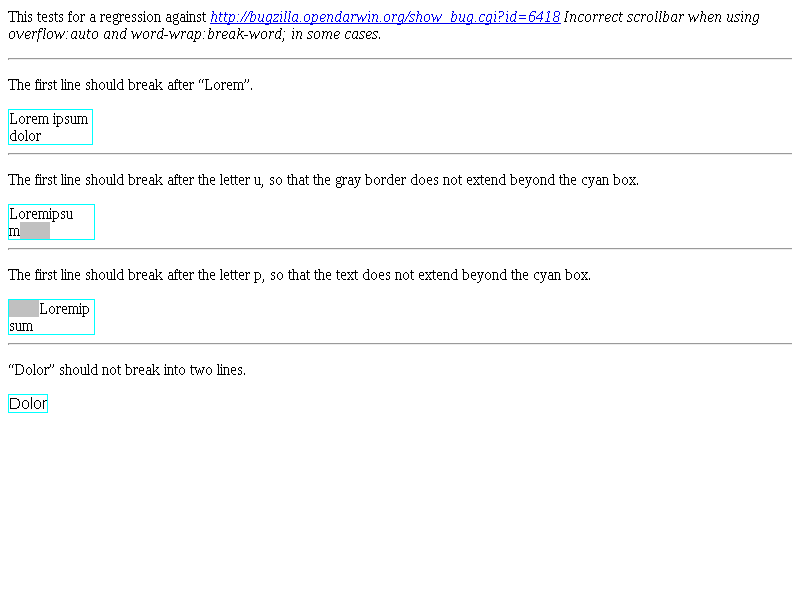 This tests for a regression against http://bugzilla.opendarwin.org/show_bug.cgi?id=6418 Incorrect scrollbar when using
overflow:auto and word-wrap:break-word; in some cases.
The first line should break after “Lorem”.
Lorem ipsum
dolor
The first line should break after the letter u, so that the gray border does not extend beyond the cyan box.
Loremipsu
m
The first line should break after the letter p, so that the text does not extend beyond the cyan box.
Loremip
sum
“Dolor” should not break into two lines.
Dolor